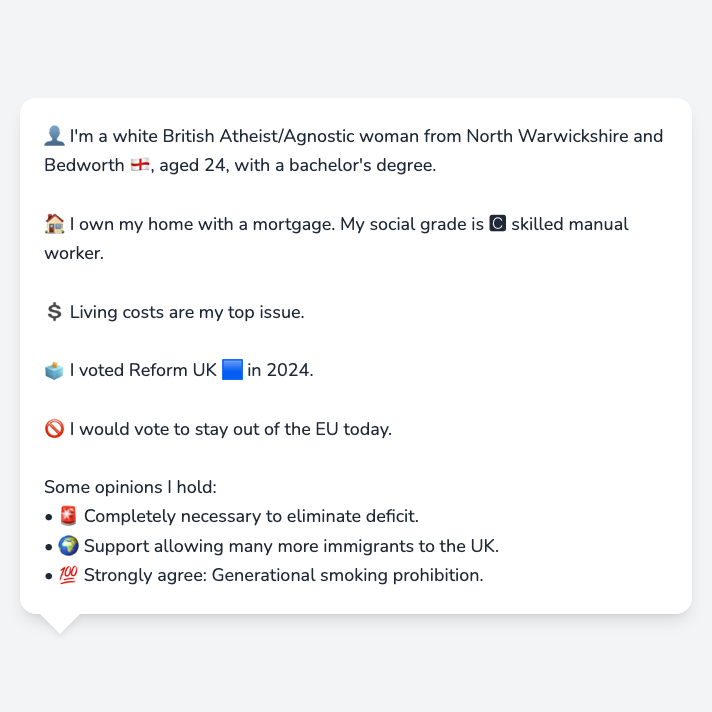 👤 I'm a white British Atheist/Agnostic woman from North Warwickshire and
Bedworth 🏴󠁧󠁢󠁥󠁮󠁧󠁿, aged 24, with a bachelor's degree.
🏠 I own my home with a mortgage. My social grade is 🅲 skilled manual
worker.
💲 Living costs are my top issue.
🗳️ I voted Reform UK 🟦 in 2024.
🚫 I would vote to stay out of the EU today.
Some opinions I hold:
• 🚨 Completely necessary to eliminate deficit.
• 🌍 Support allowing many more immigrants to the UK.
• 💯 Strongly agree: Generational smoking prohibition.